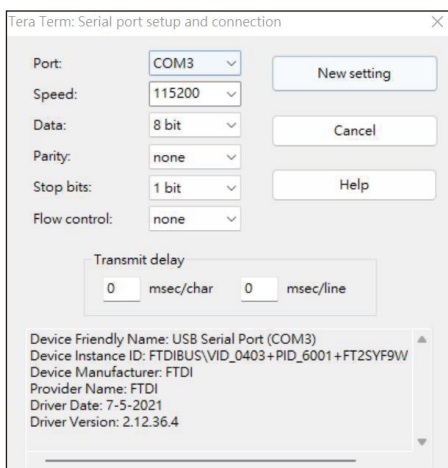 Tera Term: Serial port setup and connection
Port: COM3 New setting
Speed: 115200
Data: 8 bit Cancel
Parity: none
Stop bits: 1 bit Help
Flow control: none
Transmit delay
0 msec/char 0 msec/line
Device Friendly Name: USB Serial Port (COM3)
Device Instance ID: FTDIBUS\VID_0403+PID_6001+FT2SYF9W
Device Manufacturer: FTDI
Provider Name: FTDI
Driver Date: 7-5-2021
Driver Version: 2.12.36.4